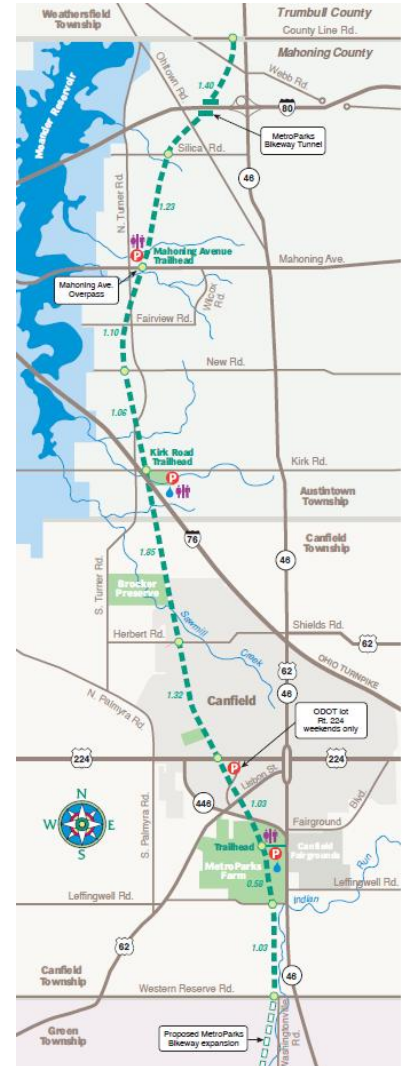 Weathersfield
Township
Trumbull County
County Line Rd.
Mahoning County
Ohltown Rd.
Webb Rd.
1.40
80
Meander Reservoir
MetroParks
Bikeway Tunnel
Silica Rd.
46
N. Turner Rd.
1.23
P
Mahoning Avenue
Trailhead
Mahoning Ave.
Mahoning Ave.
Overpass
Wilcox
Rd.
Fairview Rd.
1.10
New Rd.
1.06
Kirk Road
Trailhead
P
Kirk Rd.
Austintown
Township
76
Canfield
Township
46
1.85
S. Turner Rd.
Brocker
Preserve
Sawmill
Creek
Shields Rd.
62
Herbert Rd.
OHIO TURNPIKE
62
46
N. Palmyra Rd.
1.32
Canfield
ODOT lot
Rt. 224
weekends only
224
P
224
Lisbon St.
446
1.03
Blvd.
Fairground
N
W
E
S
S. Palmyra Rd.
Trailhead
P
Canfield
Fairgrounds
MetroParks
Farm
0.58
Run
Leffingwell Rd.
Leffingwell Rd.
Indian
62
1.03
Canfield
Township
46
Western Reserve Rd.
Green
Township
Proposed MetroParks
Bikeway expansion
Washingtonville
Rd.